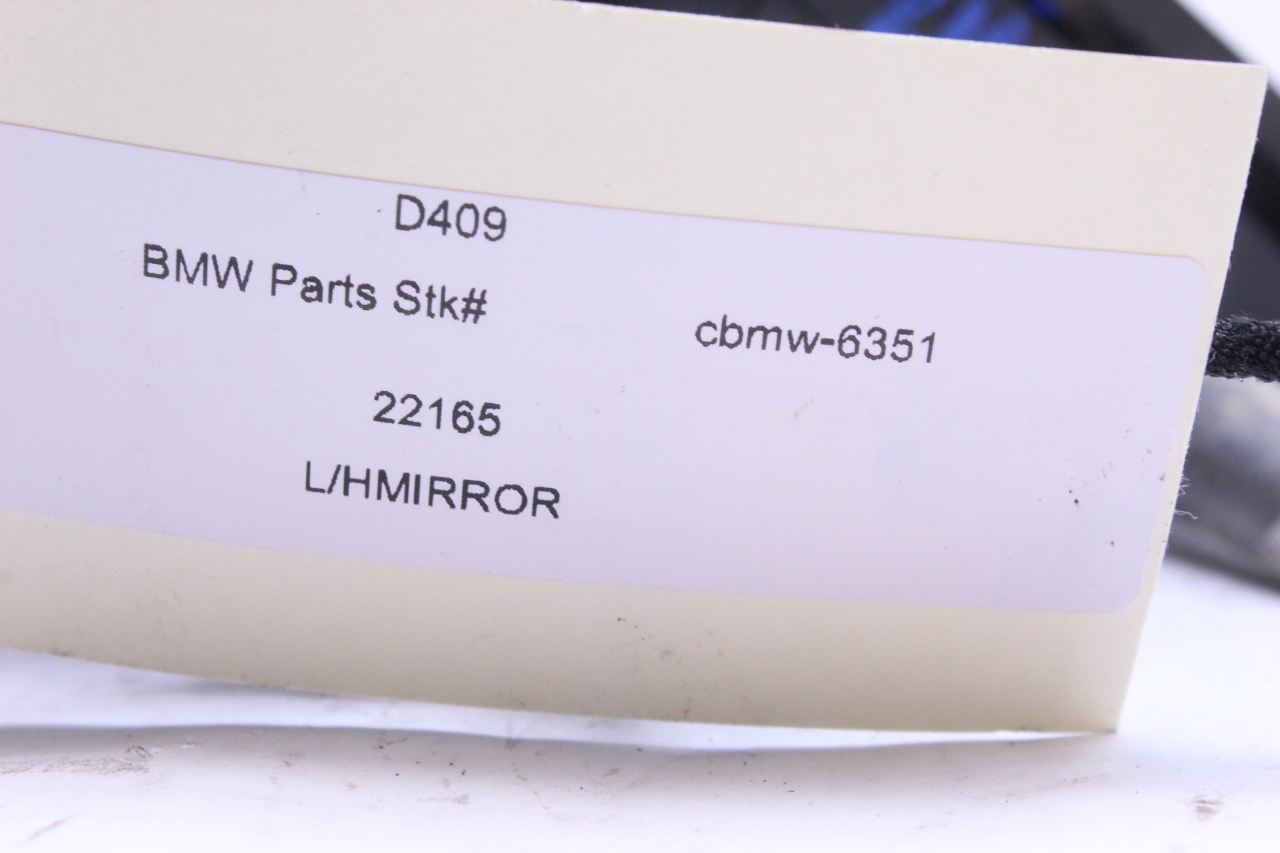 D409
BMW Parts Stk# cbmw-6351
22165
L/HMIRROR